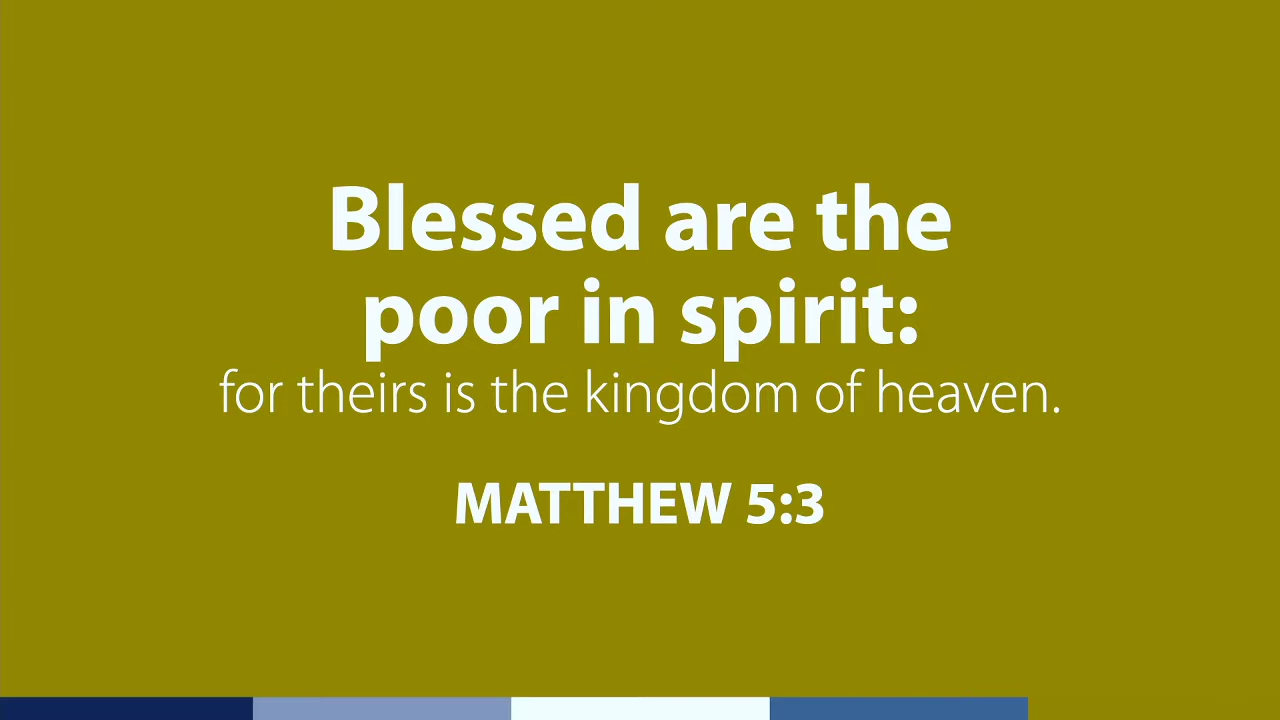 Blessed are the
poor in spirit:
for theirs is the kingdom of heaven.
MATTHEW 5:3